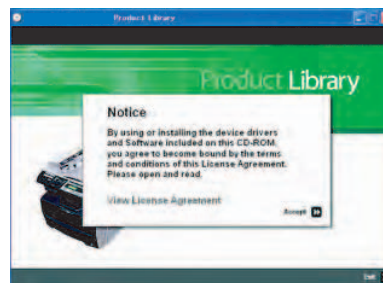 Product Library
Product Library
Notice
By using or installing the device drivers
and Software included on this CD-ROM,
you agree to become bound by the terms
and conditions of this License Agreement.
Please open and read.
View License Agreement
Accept
Exit